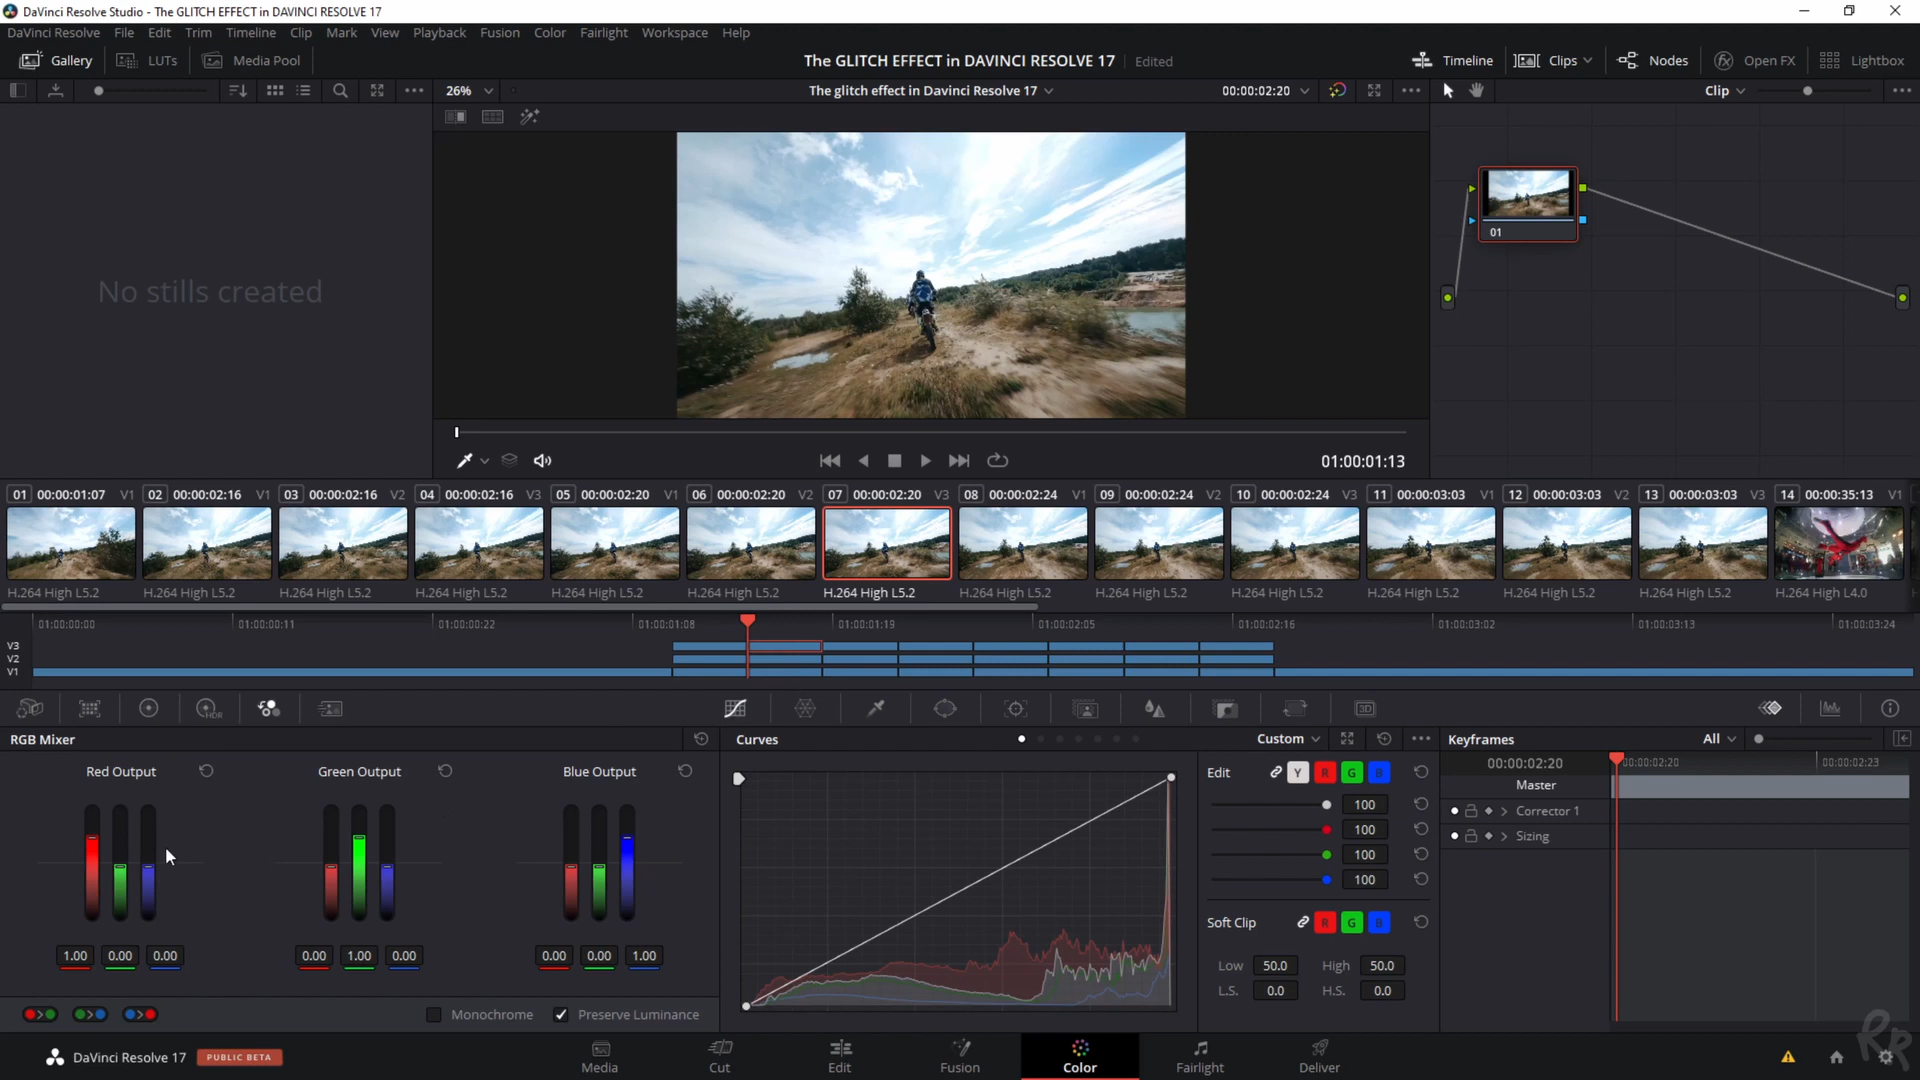 DaVinci Resolve Studio - The GLITCH EFFECT in DAVINCI RESOLVE 17
DaVinci Resolve File Edit Trim Timeline Clip Mark View Playback Fusion Color Fairlight Workspace Help
Gallery LUTs Media Pool The GLITCH EFFECT in DAVINCI RESOLVE 17 Edited Timeline Clips Nodes Open FX Lightbox
26% The glitch effect in Davinci Resolve 17 00:00:02:20 Clip
No stills created
01
01:00:01:13
01 00:00:01:07 V1 02 00:00:02:16 V1 03 00:00:02:16 V2 04 00:00:02:16 V3 05 00:00:02:20 V1 06 00:00:02:20 V2 07 00:00:02:20 V3 08 00:00:02:24 V1 09 00:00:02:24 V2 10 00:00:02:24 V3 11 00:00:03:03 V1 12 00:00:03:03 V2 13 00:00:03:03 V3 14 00:00:35:13 V1
H.264 High L5.2 H.264 High L5.2 H.264 High L5.2 H.264 High L5.2 H.264 High L5.2 H.264 High L5.2 H.264 High L5.2 H.264 High L5.2 H.264 High L5.2 H.264 High L5.2 H.264 High L5.2 H.264 High L5.2 H.264 High L5.2 H.264 High L4.0
01:00:00:00 01:00:00:11 01:00:00:22 01:00:01:08 01:00:01:19 01:00:02:05 01:00:02:16 01:00:03:02 01:00:03:13 01:00:03:24
V3
V2
V1
HDR 3D
RGB Mixer Curves Custom Keyframes All
Red Output Green Output Blue Output
1.00 0.00 0.00 0.00 1.00 0.00 0.00 0.00 1.00
Monochrome Preserve Luminance
Edit Y R G B
100
100
100
100
Soft Clip R G B
Low 50.0 High 50.0
L.S. 0.0 H.S. 0.0
00:00:02:20 00:00:02:20 00:00:02:23
Master
Corrector 1
Sizing
DaVinci Resolve 17 PUBLIC BETA Media Cut Edit Fusion Color Fairlight Deliver
RR